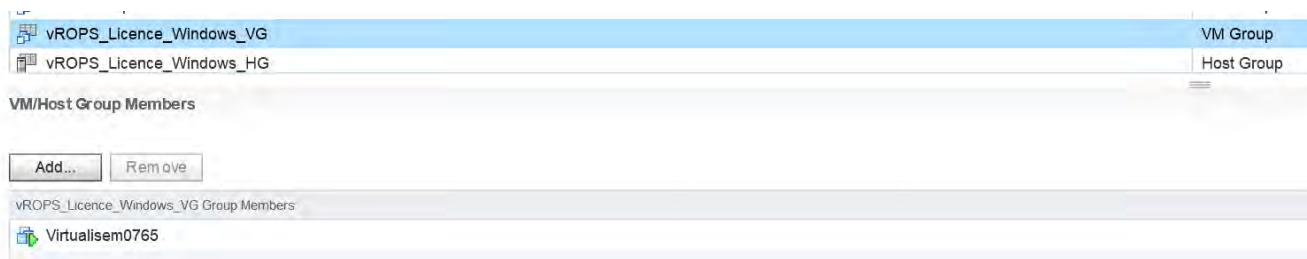 vROPS_Licence_Windows_VG VM Group
vROPS_Licence_Windows_HG Host Group
VM/Host Group Members
Add... Remove
vROPS_Licence_Windows_VG Group Members
Virtualisem0765